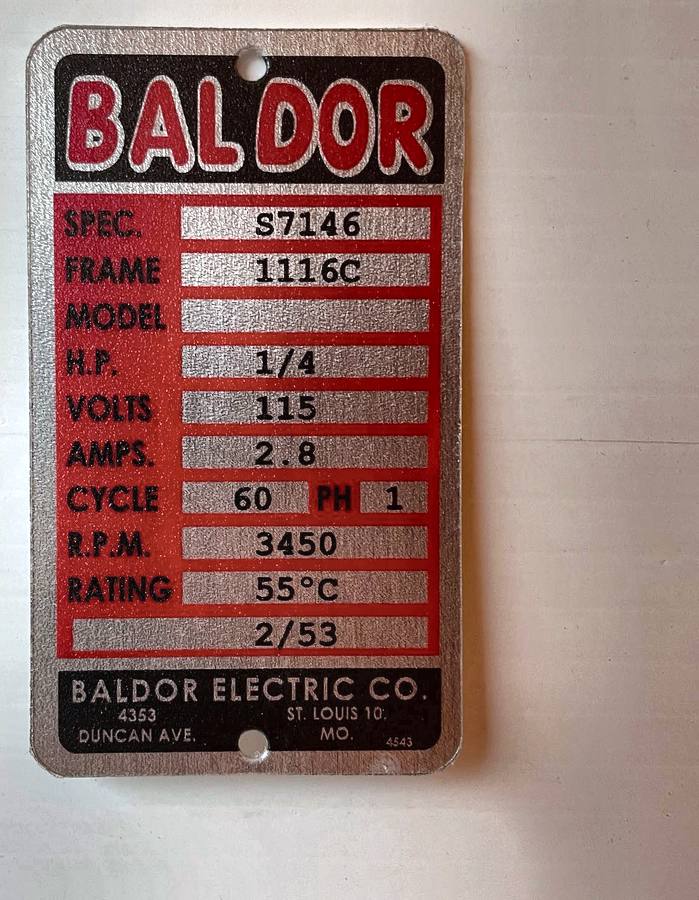 BALDOR
SPEC. S7146
FRAME 1116C
MODEL
H.P. 1/4
VOLTS 115
AMPS. 2.8
CYCLE 60 PH 1
R.P.M. 3450
RATING 55°C
2/53
BALDOR ELECTRIC CO.
4353 ST. LOUIS 10.
DUNCAN AVE. MO. 4543